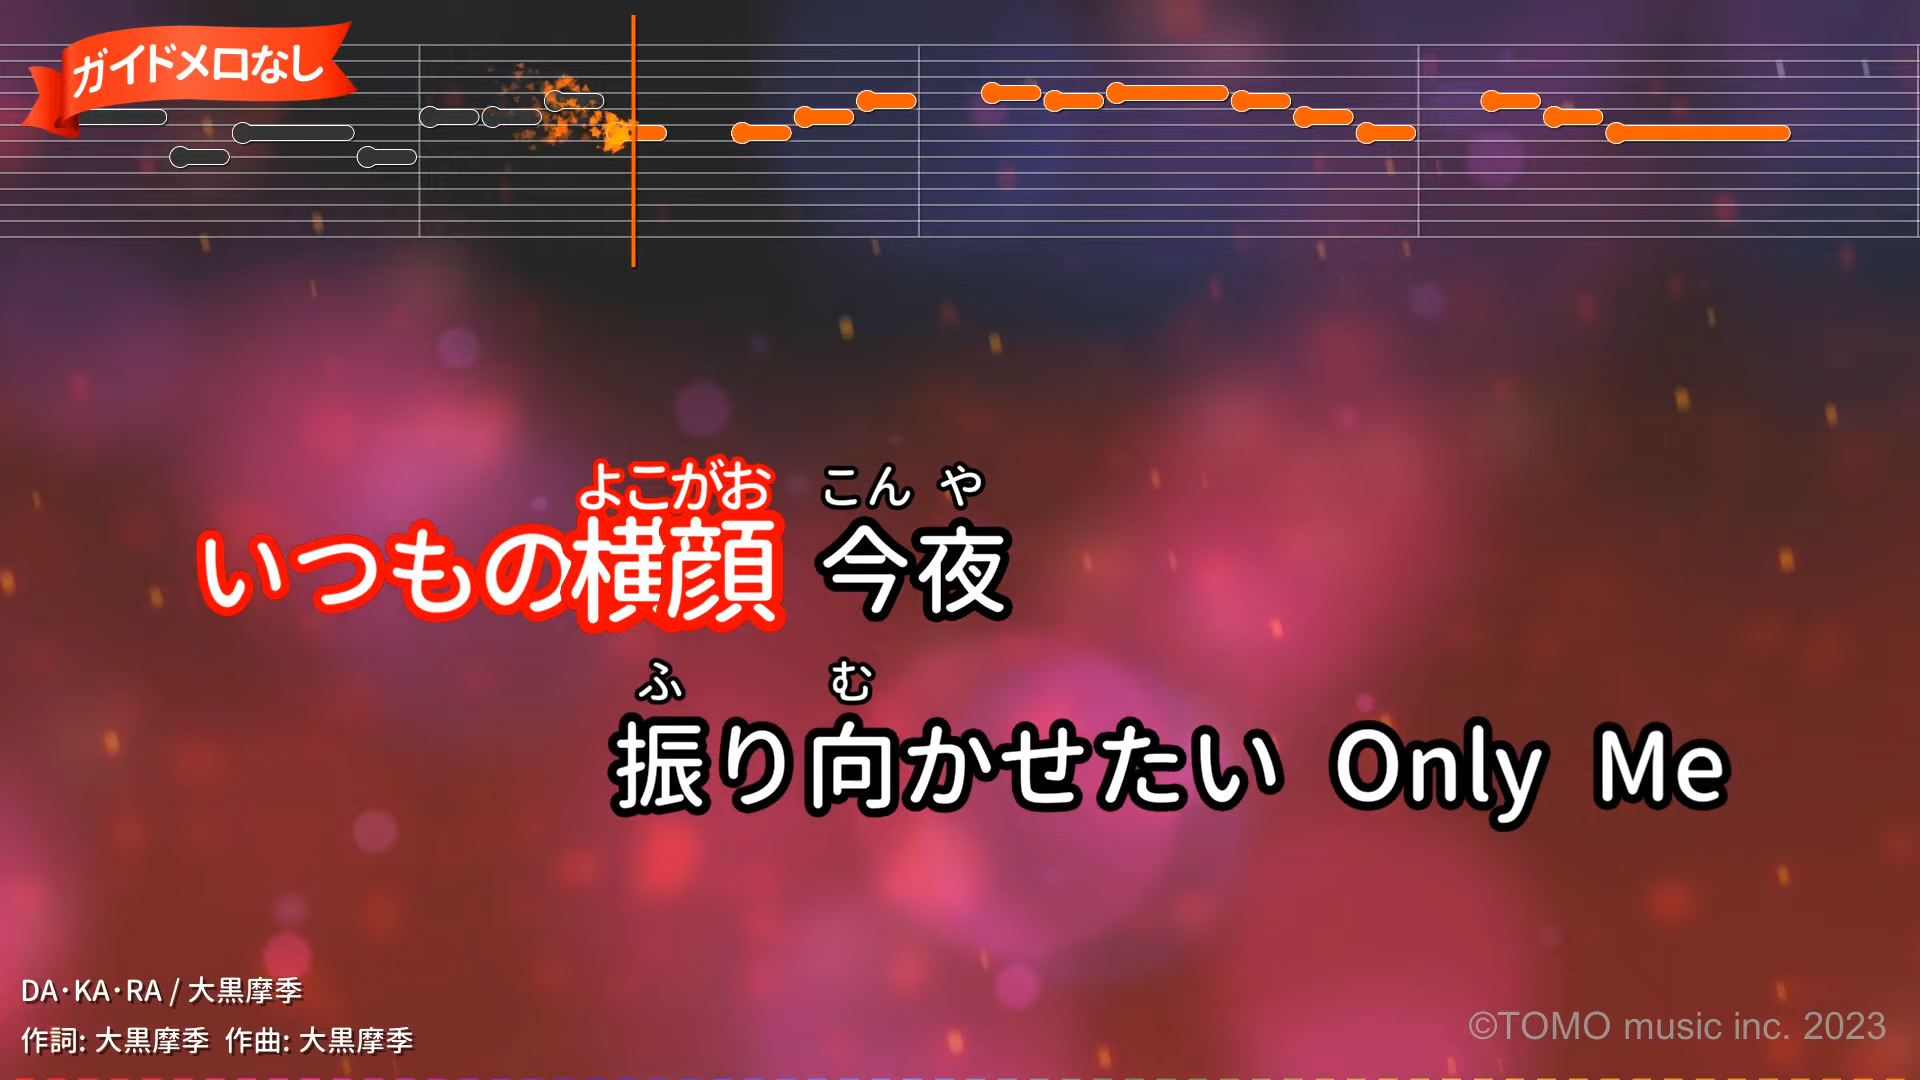 ガイドメロなし
よこがお こんや
いつもの横顔 今夜
ふ む
振り向かせたい Only Me
DA・KA・RA / 大黒摩季
作詞: 大黒摩季 作曲: 大黒摩季
©TOMO music inc. 2023